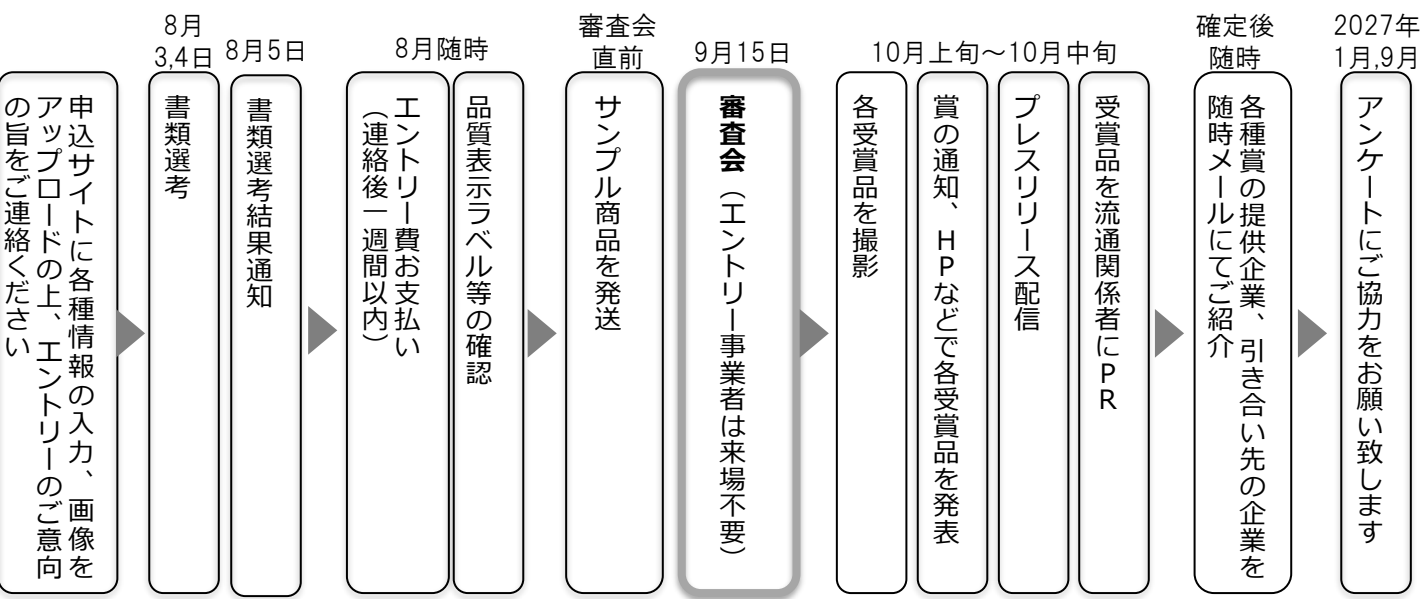 申込サイトに各種情報の入力、画像を
アップロードの上、エントリーのご意向
の旨をご連絡ください
8月
3,4日
書類選考
8月5日
書類選考結果通知
8月随時
エントリー費お支払い
（連絡後一週間以内）
品質表示ラベル等の確認
審査会
直前
サンプル商品を発送
9月15日
審査会（エントリー事業者は来場不要）
10月上旬～10月中旬
各受賞品を撮影
賞の通知、HPなどで各受賞品を発表
プレスリリース配信
受賞品を流通関係者にPR
確定後
随時
各種賞の提供企業、引き合い先の企業を
随時メールにてご紹介
2027年
1月,9月
アンケートにご協力をお願い致します